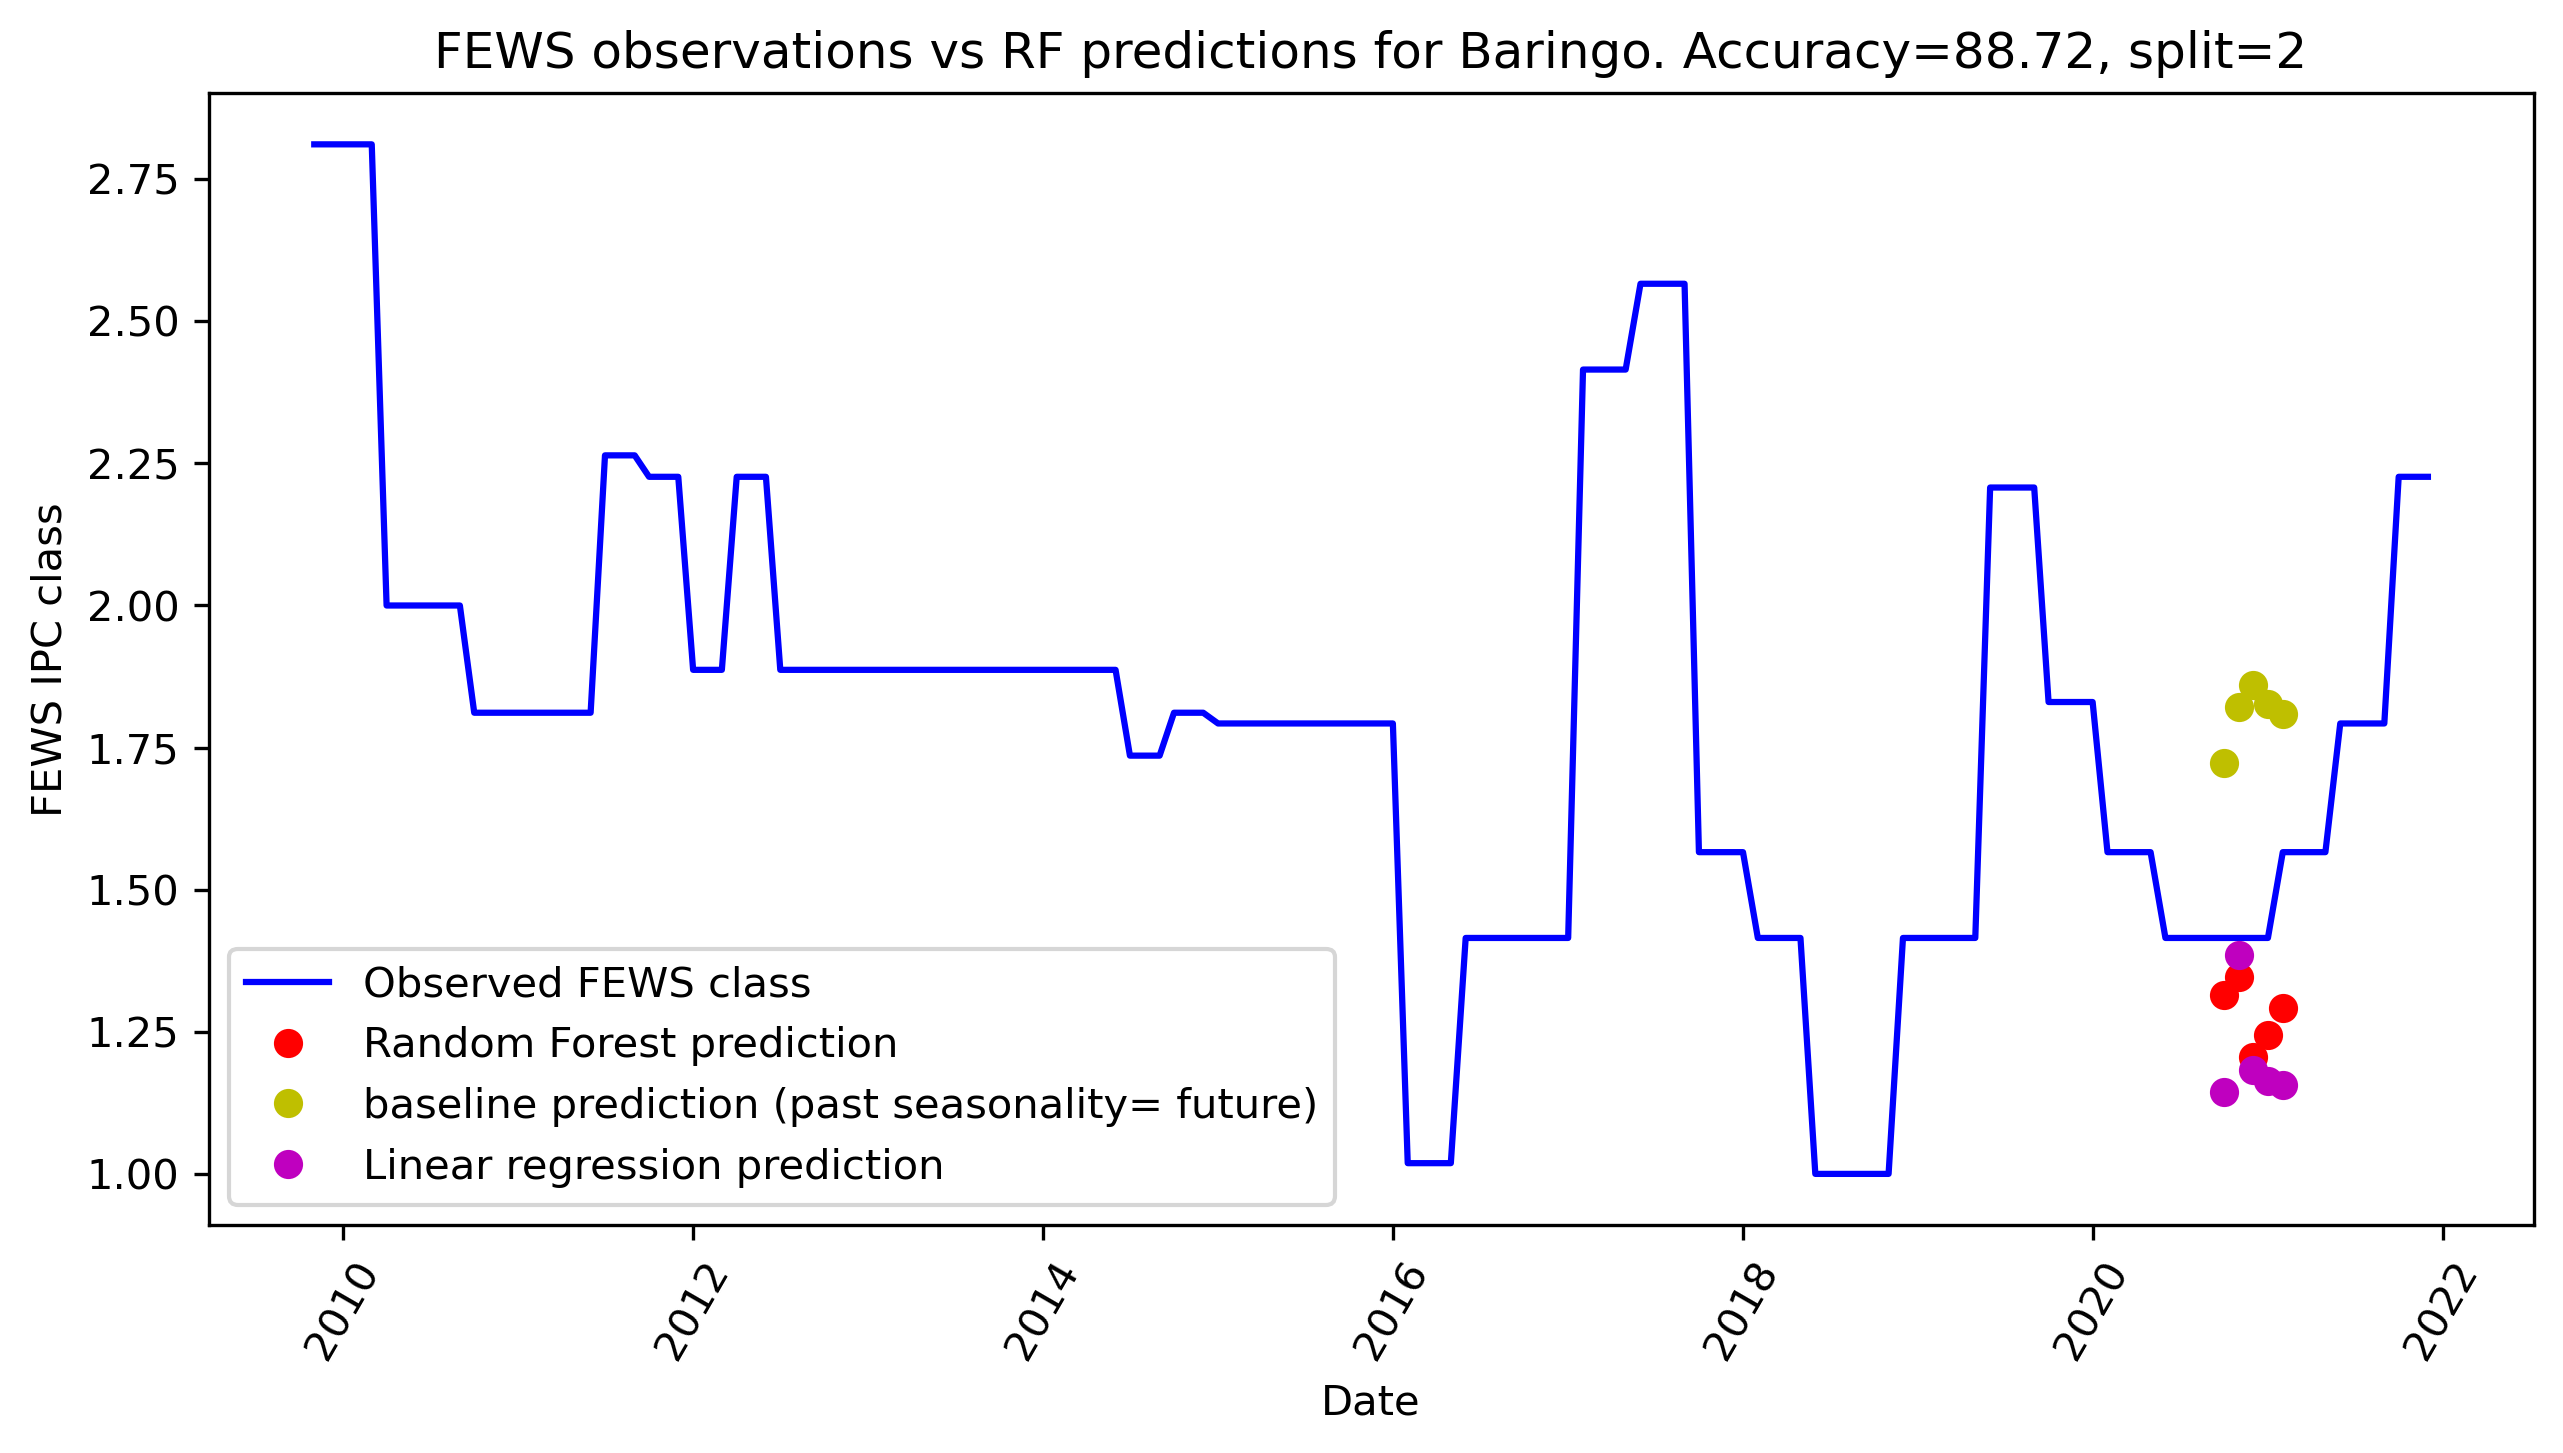 FEWS observations vs RF predictions for Baringo. Accuracy=88.72, split=2
FEWS IPC class
2.75
2.50
2.25
2.00
1.75
1.50
1.25
1.00
Observed FEWS class
Random Forest prediction
baseline prediction (past seasonality= future)
Linear regression prediction
2010
2012
2014
2016
2018
2020
2022
Date